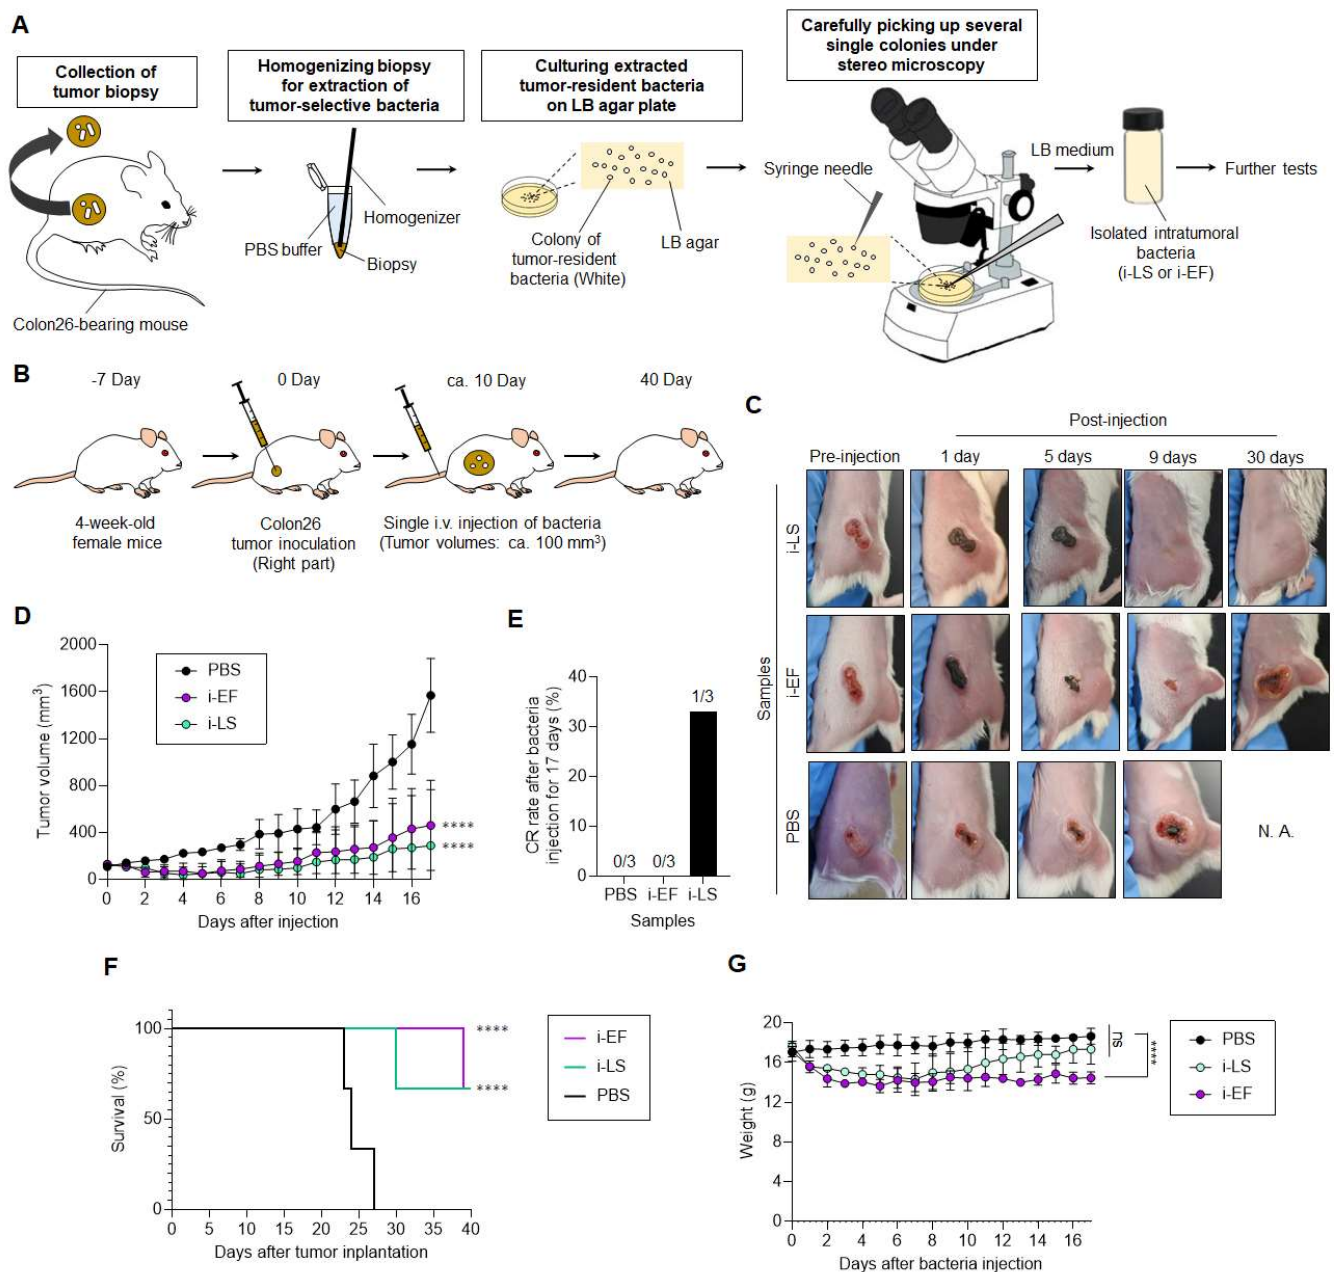 A
Collection of
tumor biopsy
Colon26-bearing mouse
Homogenizing biopsy
for extraction of
tumor-selective bacteria
PBS buffer
Homogenizer
Biopsy
Culturing extracted
tumor-resident bacteria
on LB agar plate
Colony of
tumor-resident
bacteria (White)
LB agar
Carefully picking up several
single colonies under
stereo microscopy
Syringe needle
LB medium
Isolated intratumoral
bacteria
(i-LS or i-EF)
Further tests
B
-7 Day
0 Day
ca. 10 Day
40 Day
4-week-old
female mice
Colon26
tumor inoculation
(Right part)
Single i.v. injection of bacteria
(Tumor volumes: ca. 100 mm³)
C
Post-injection
Pre-injection
1 day
5 days
9 days
30 days
Samples
i-LS
i-EF
PBS
N. A.
D
Tumor volume (mm³)
2000
1600
1200
800
400
0
PBS
i-EF
i-LS
****
****
0 2 4 6 8 10 12 14 16
Days after injection
E
CR rate after bacteria
injection for 17 days (%)
40
30
20
10
0
0/3
0/3
1/3
PBS
i-EF
i-LS
Samples
F
Survival (%)
100
50
0
****
****
i-EF
i-LS
PBS
0 5 10 15 20 25 30 35 40
Days after tumor inplantation
G
Weight (g)
20
16
12
8
4
0
ns
****
PBS
i-LS
i-EF
0 2 4 6 8 10 12 14 16
Days after bacteria injection